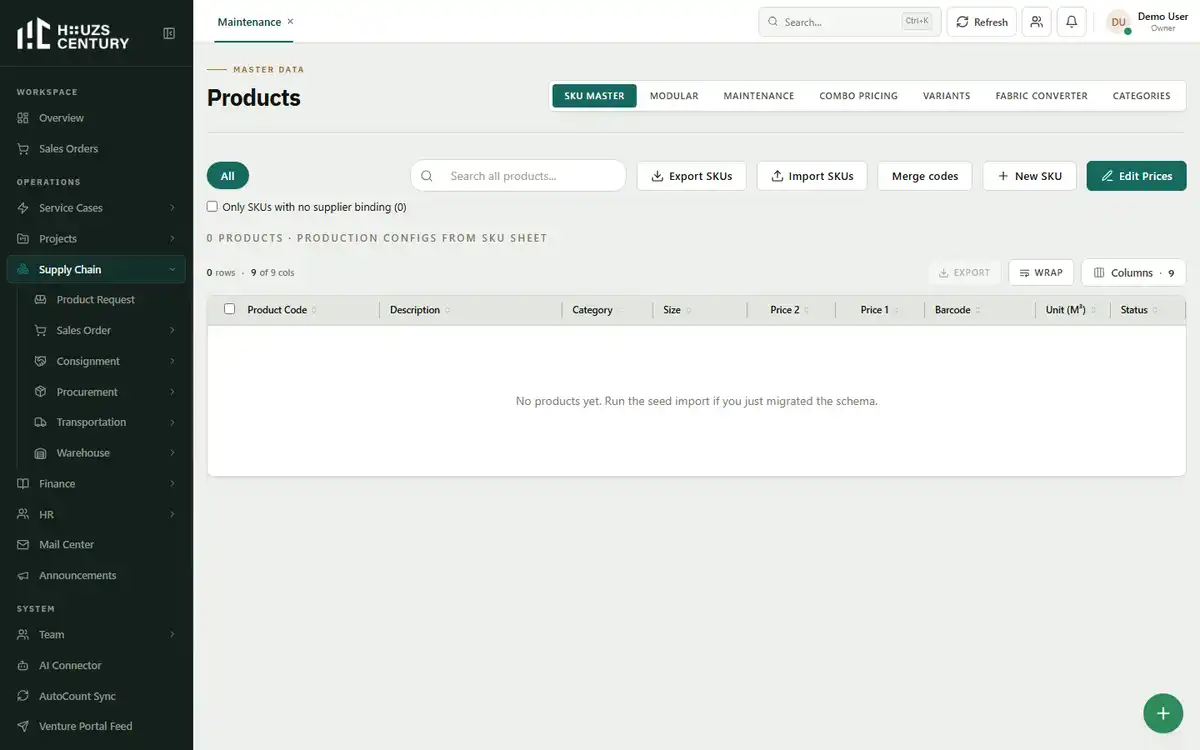 HOUZS
CENTURY
WORKSPACE
Overview
Sales Orders
OPERATIONS
Service Cases
Projects
Supply Chain
Product Request
Sales Order
Consignment
Procurement
Transportation
Warehouse
Finance
HR
Mail Center
Announcements
SYSTEM
Team
AI Connector
AutoCount Sync
Venture Portal Feed
Maintenance ×
Search... Ctrl+K
Refresh
DU
Demo User
Owner
MASTER DATA
Products
SKU MASTER MODULAR MAINTENANCE COMBO PRICING VARIANTS FABRIC CONVERTER CATEGORIES
All
Search all products...
Export SKUs
Import SKUs
Merge codes
+ New SKU
Edit Prices
Only SKUs with no supplier binding (0)
0 PRODUCTS · PRODUCTION CONFIGS FROM SKU SHEET
0 rows · 9 of 9 cols
EXPORT
WRAP
Columns · 9
Product Code Description Category Size Price 2 Price 1 Barcode Unit (M³) Status
No products yet. Run the seed import if you just migrated the schema.
+